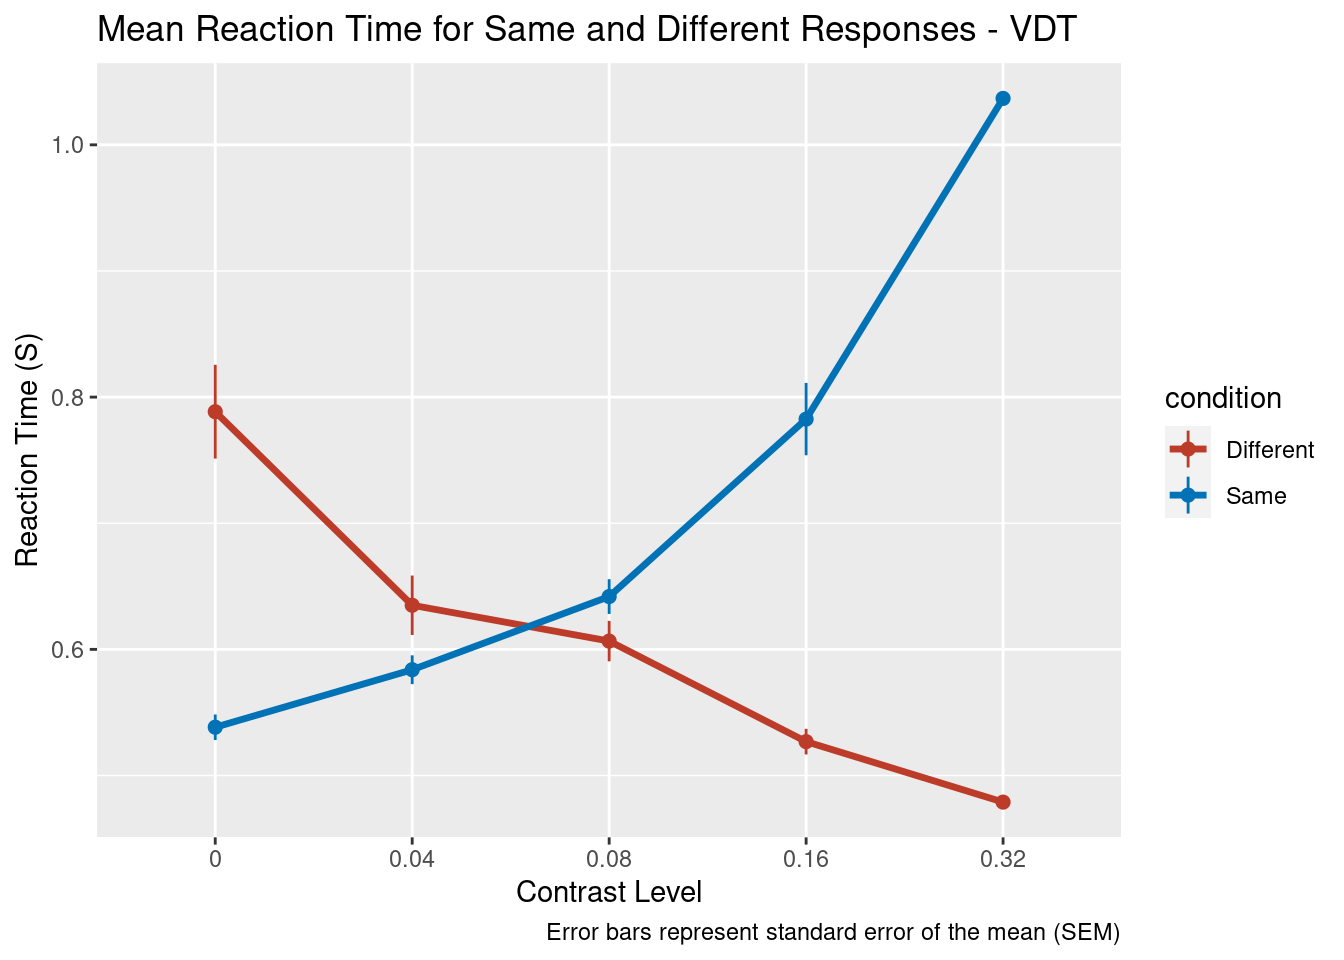 Mean Reaction Time for Same and Different Responses - VDT
Reaction Time (S)
1.0
0.8
0.6
0
0.04
0.08
0.16
0.32
Contrast Level
Error bars represent standard error of the mean (SEM)
condition
Different
Same